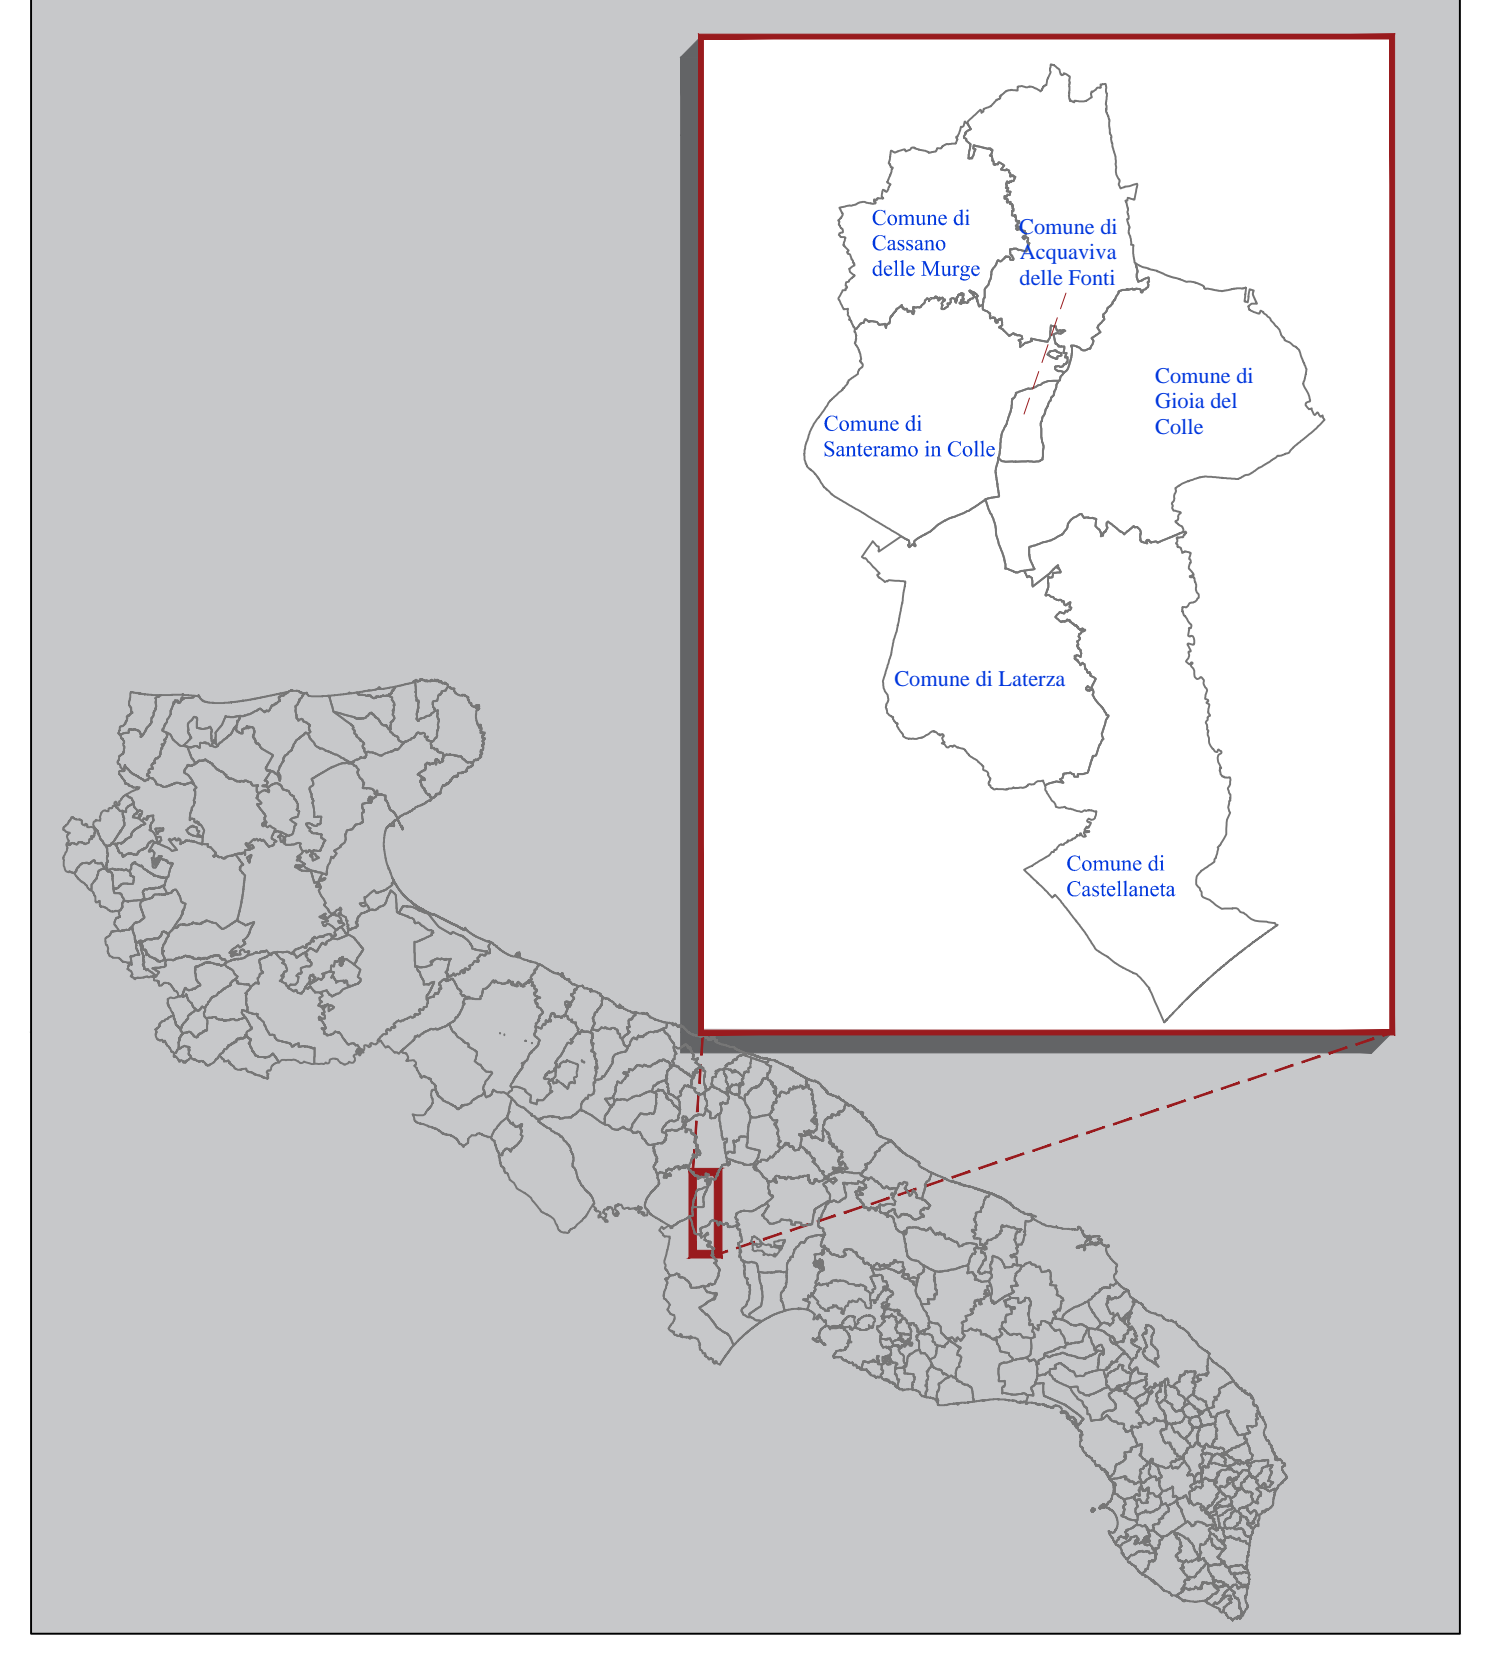 Comune di
Cassano
delle Murge
Comune di
Acquaviva
delle Fonti
Comune di
Gioia del
Colle
Comune di
Santeramo in Colle
Comune di Laterza
Comune di
Castellaneta